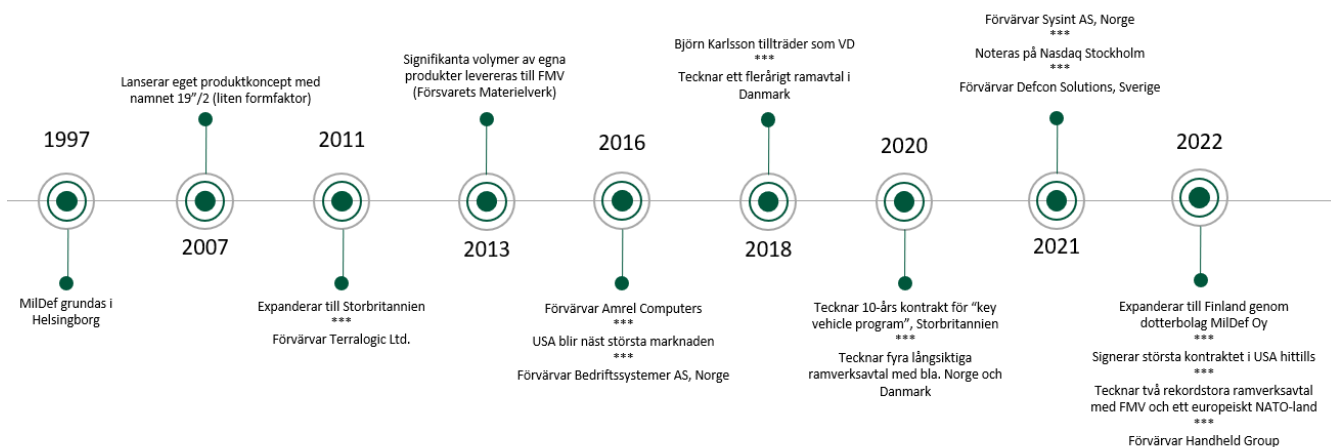 1997
MilDef grundas i
Helsingborg
Lanserar eget produktkoncept med
namnet 19"/2 (liten formfaktor)
2007
2011
Expanderar till Storbritannien
***
Förvärvar Terralogic Ltd.
Signifikanta volymer av egna
produkter levereras till FMV
(Försvarets Materielverk)
2013
2016
Förvärvar Amrel Computers
***
USA blir näst största marknaden
***
Förvärvar Bedriftssystemer AS, Norge
Björn Karlsson tillträder som VD
***
Tecknar ett flerårigt ramavtal i
Danmark
2018
2020
Tecknar 10-års kontrakt för “key
vehicle program”, Storbritannien
***
Tecknar fyra långsiktiga
ramverksavtal med bla. Norge och
Danmark
Förvärvar Sysint AS, Norge
***
Noteras på Nasdaq Stockholm
***
Förvärvar Defcon Solutions, Sverige
2021
2022
Expanderar till Finland genom
dotterbolag MilDef Oy
***
Signerar största kontraktet i USA hittills
***
Tecknar två rekordstora ramverksavtal
med FMV och ett europeiskt NATO-land
***
Förvärvar Handheld Group